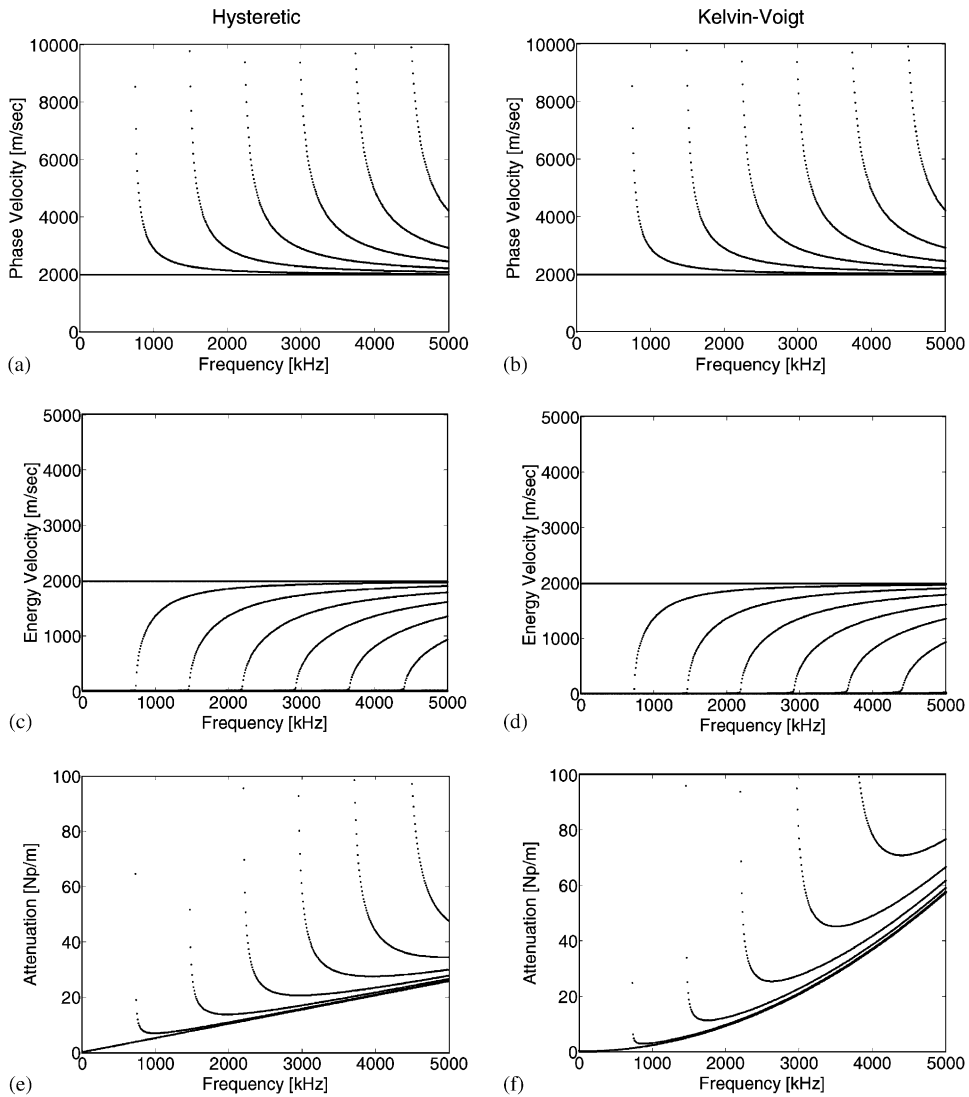 Hysteretic
Kelvin-Voigt
10000
8000
6000
4000
2000
0
Phase Velocity [m/sec]
0 1000 2000 3000 4000 5000
Frequency [kHz]
(a)
10000
8000
6000
4000
2000
0
Phase Velocity [m/sec]
0 1000 2000 3000 4000 5000
Frequency [kHz]
(b)
5000
4000
3000
2000
1000
0
Energy Velocity [m/sec]
0 1000 2000 3000 4000 5000
Frequency [kHz]
(c)
5000
4000
3000
2000
1000
0
Energy Velocity [m/sec]
0 1000 2000 3000 4000 5000
Frequency [kHz]
(d)
100
80
60
40
20
0
Attenuation [Np/m]
0 1000 2000 3000 4000 5000
Frequency [kHz]
(e)
100
80
60
40
20
0
Attenuation [Np/m]
0 1000 2000 3000 4000 5000
Frequency [kHz]
(f)